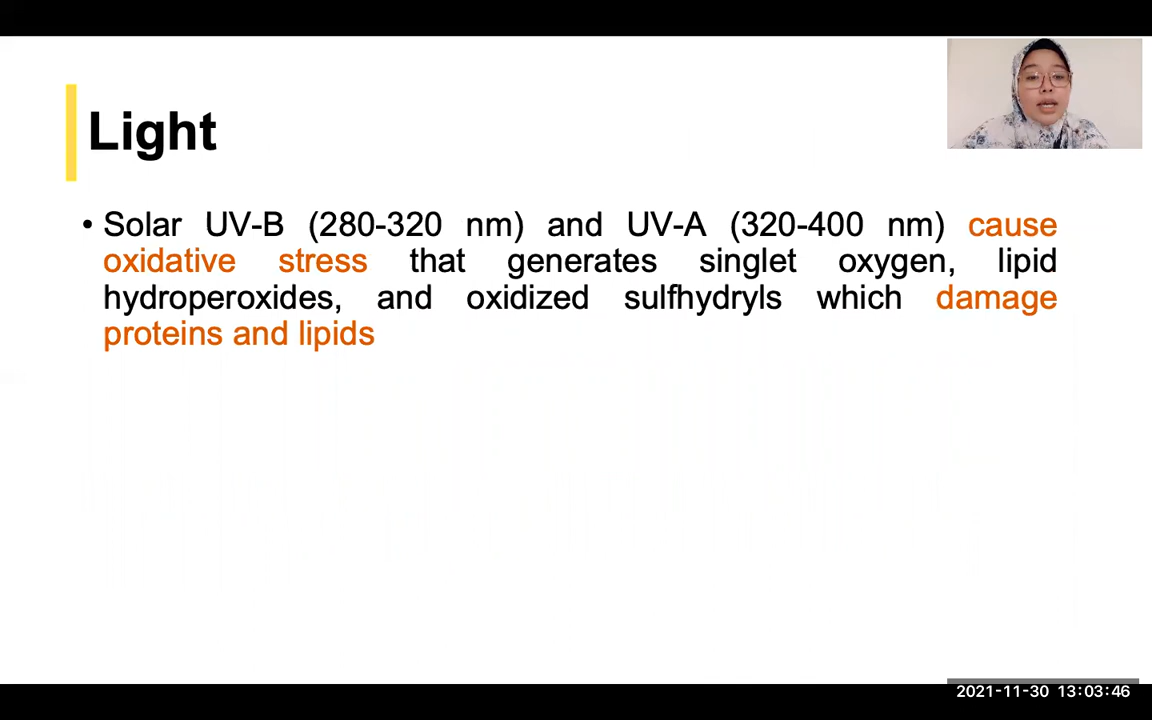 Light
• Solar UV-B (280-320 nm) and UV-A (320-400 nm) cause
oxidative stress that generates singlet oxygen, lipid
hydroperoxides, and oxidized sulfhydryls which damage
proteins and lipids
2021-11-30 13:03:46